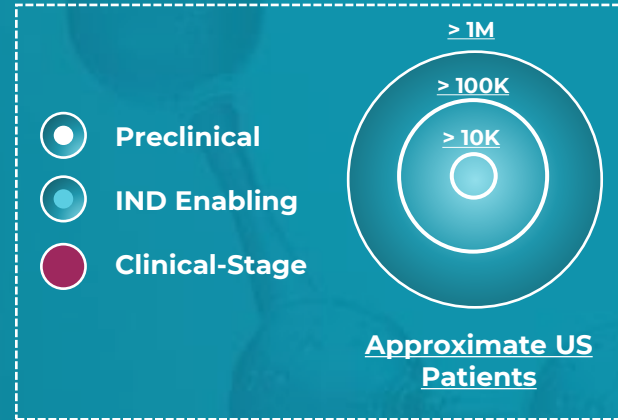 Preclinical
IND Enabling
Clinical-Stage
> 1M
> 100K
> 10K
Approximate US
Patients